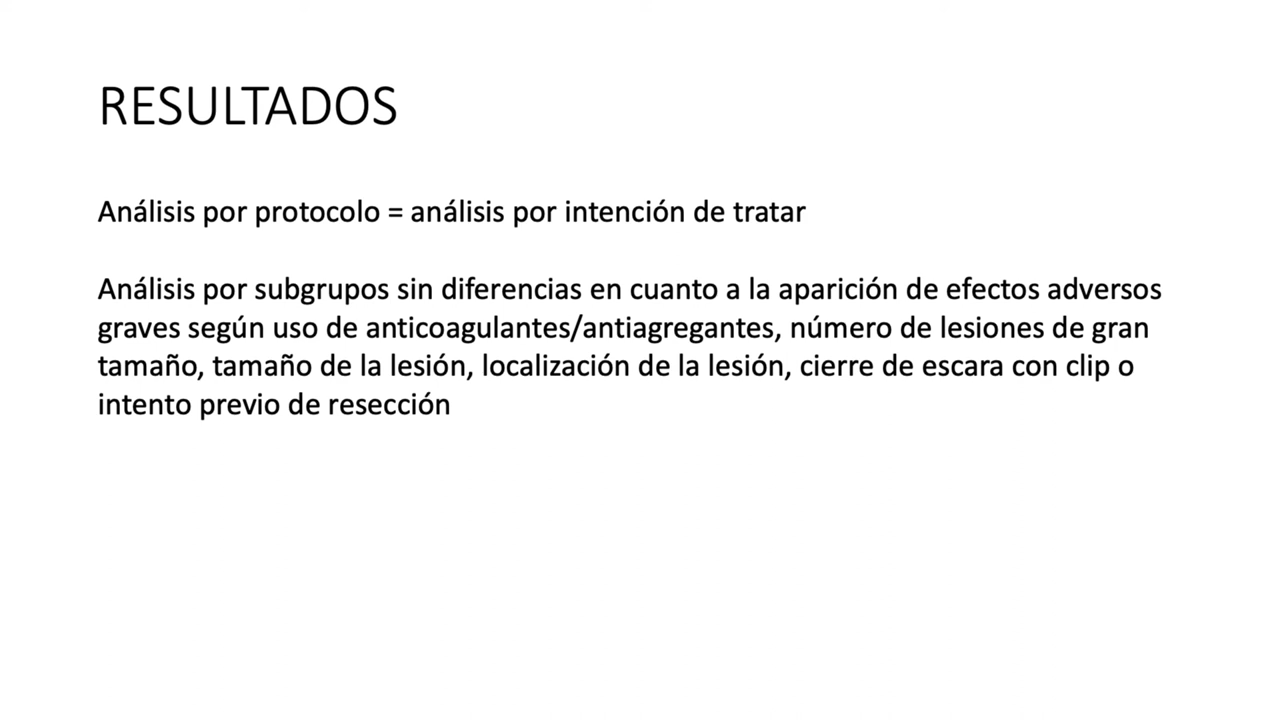 RESULTADOS
Análisis por protocolo = análisis por intención de tratar
Análisis por subgrupos sin diferencias en cuanto a la aparición de efectos adversos
graves según uso de anticoagulantes/antiagregantes, número de lesiones de gran
tamaño, tamaño de la lesión, localización de la lesión, cierre de escara con clip o
intento previo de resección